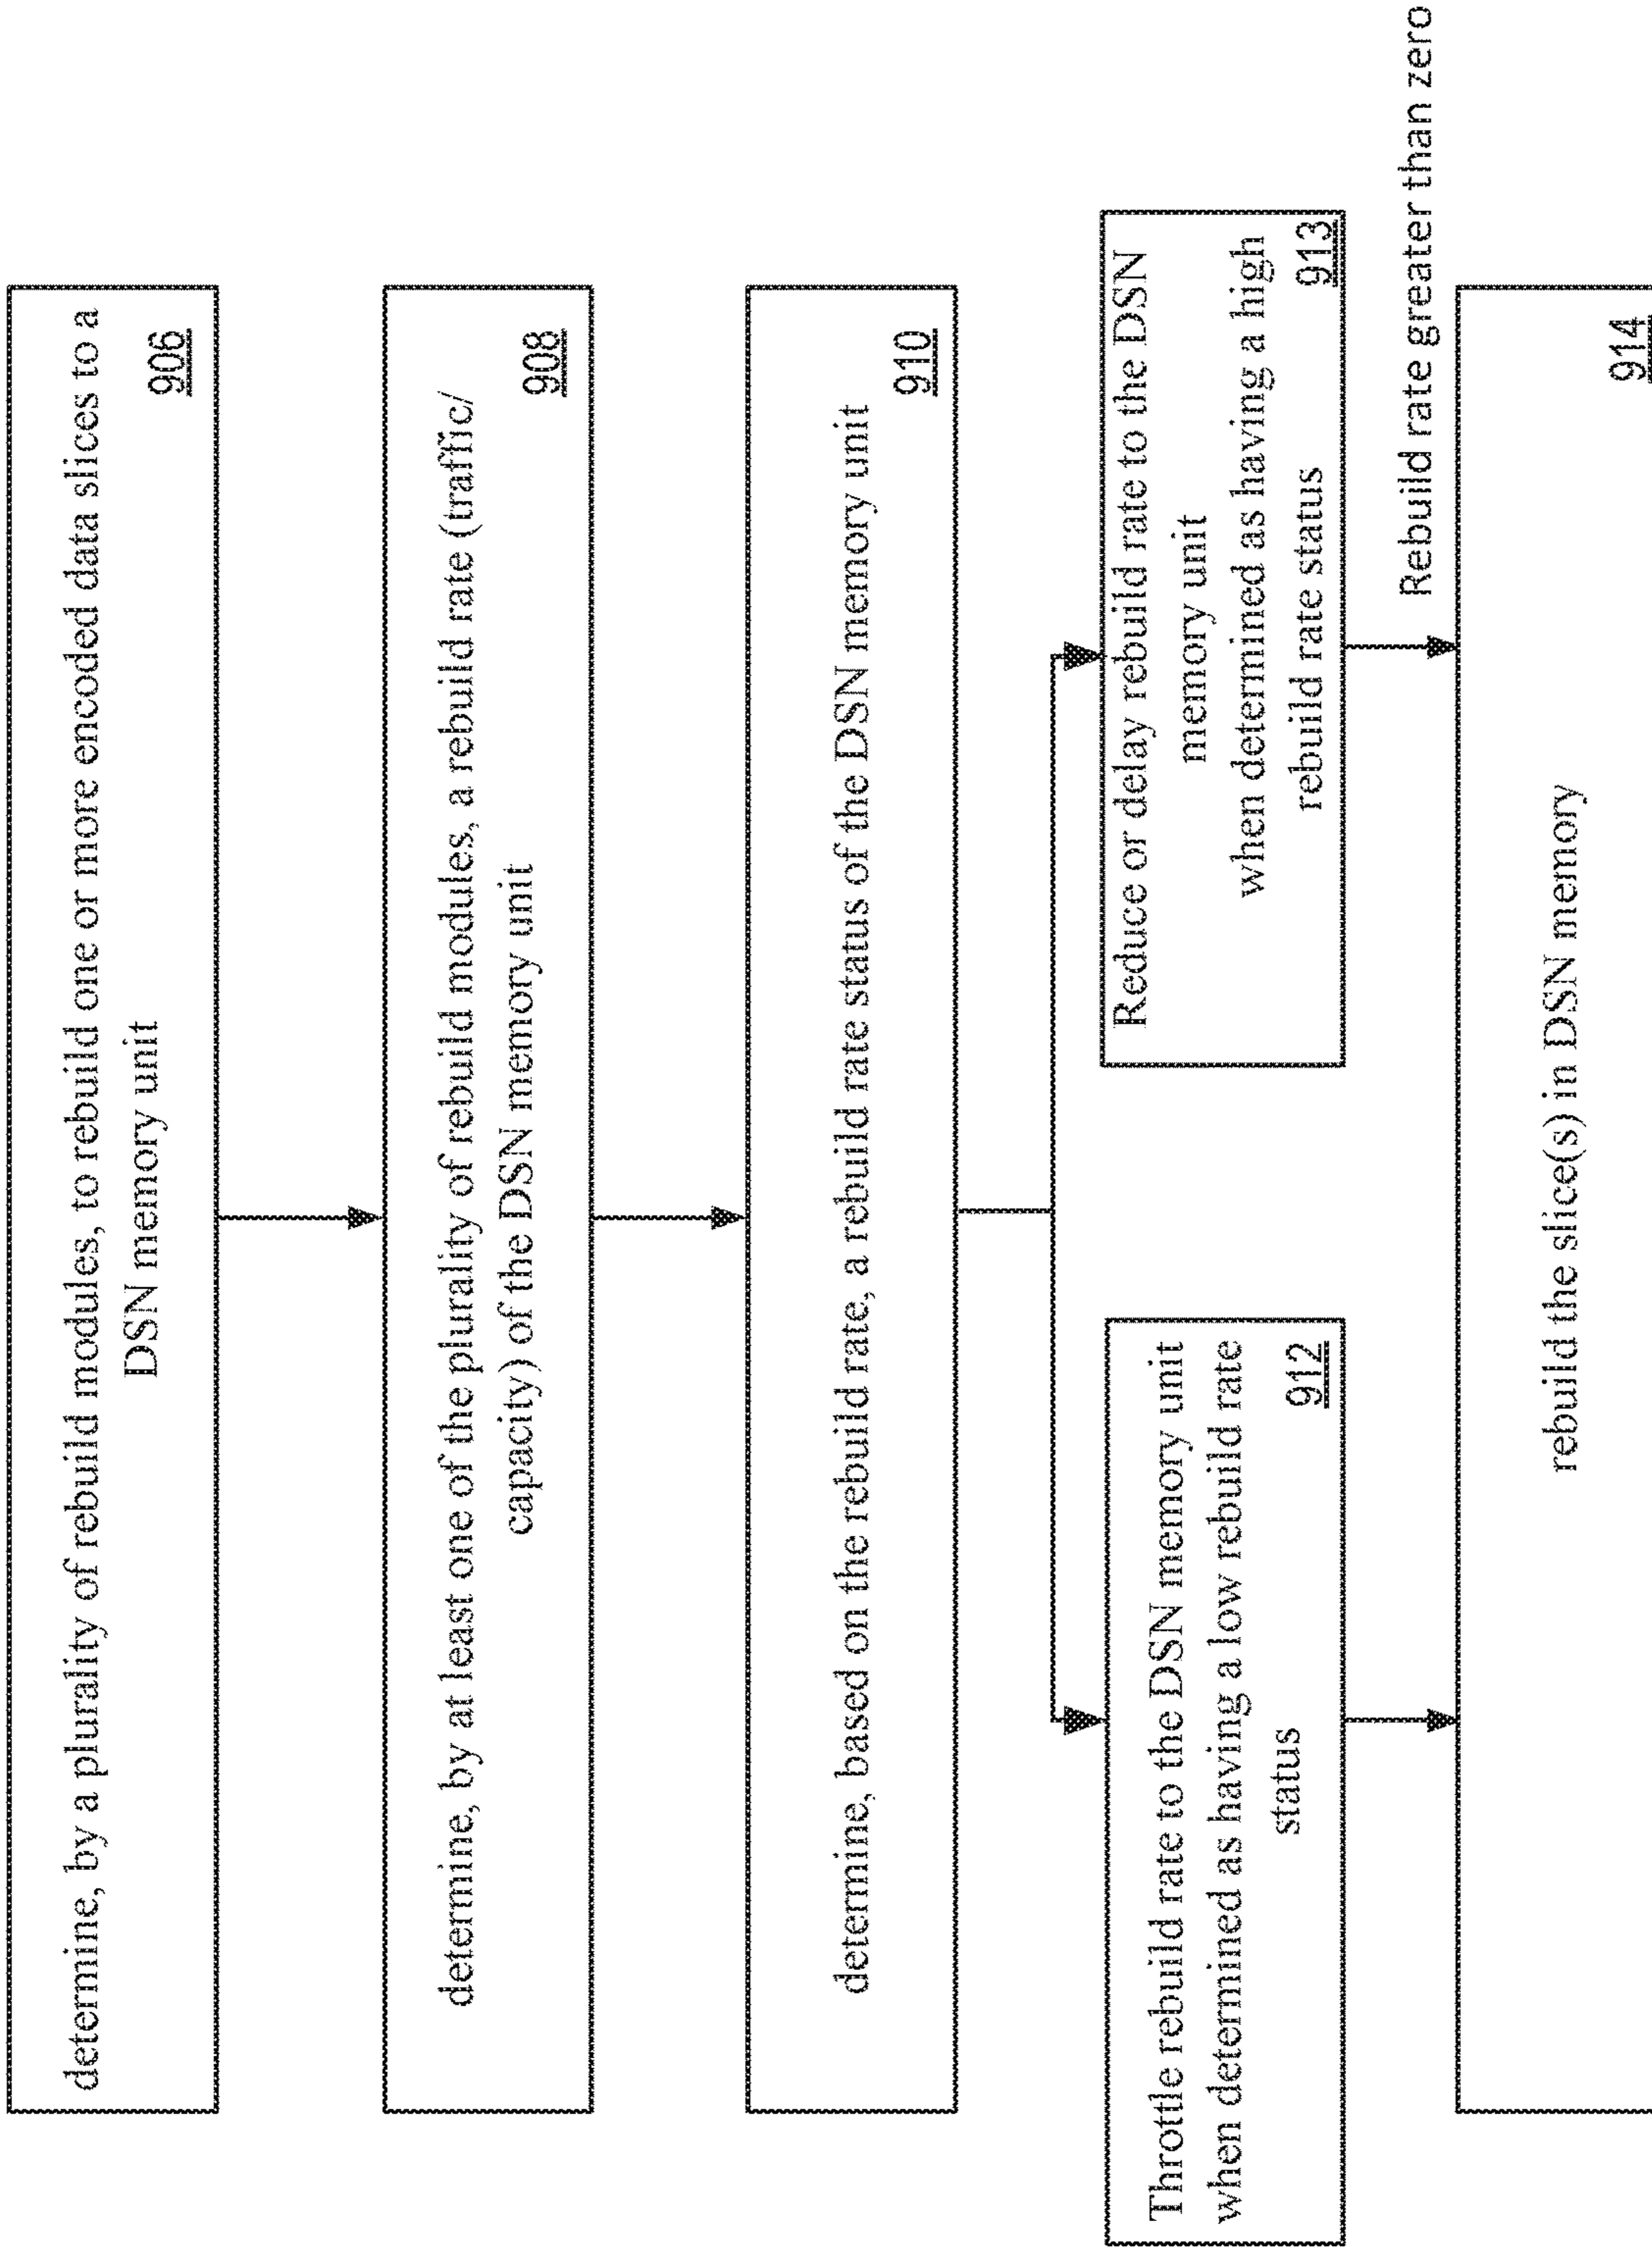 determine, by a plurality of rebuild modules, to rebuild one or more encoded data slices to a
DSN memory unit
906
determine, by at least one of the plurality of rebuild modules, a rebuild rate (traffic/
capacity) of the DSN memory unit
908
determine, based on the rebuild rate, a rebuild rate status of the DSN memory unit
910
Throttle rebuild rate to the DSN memory unit
when determined as having a low rebuild rate
status
912
Reduce or delay rebuild rate to the DSN
memory unit
when determined as having a high
rebuild rate status
913
Rebuild rate greater than zero
rebuild the slice(s) in DSN memory
914